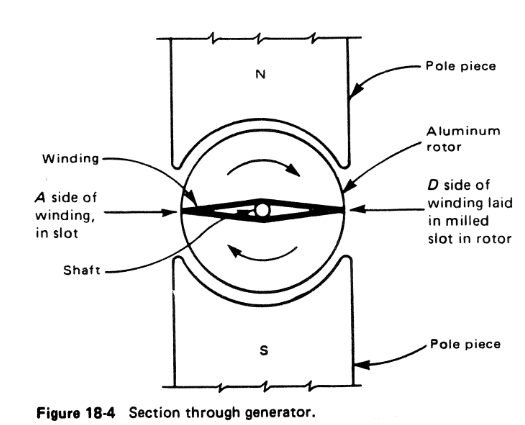 N
Pole piece
Aluminum
rotor
Winding
A side of
winding,
in slot
D side of
winding laid
in milled
slot in rotor
Shaft
S
Pole piece
Figure 18-4 Section through generator.